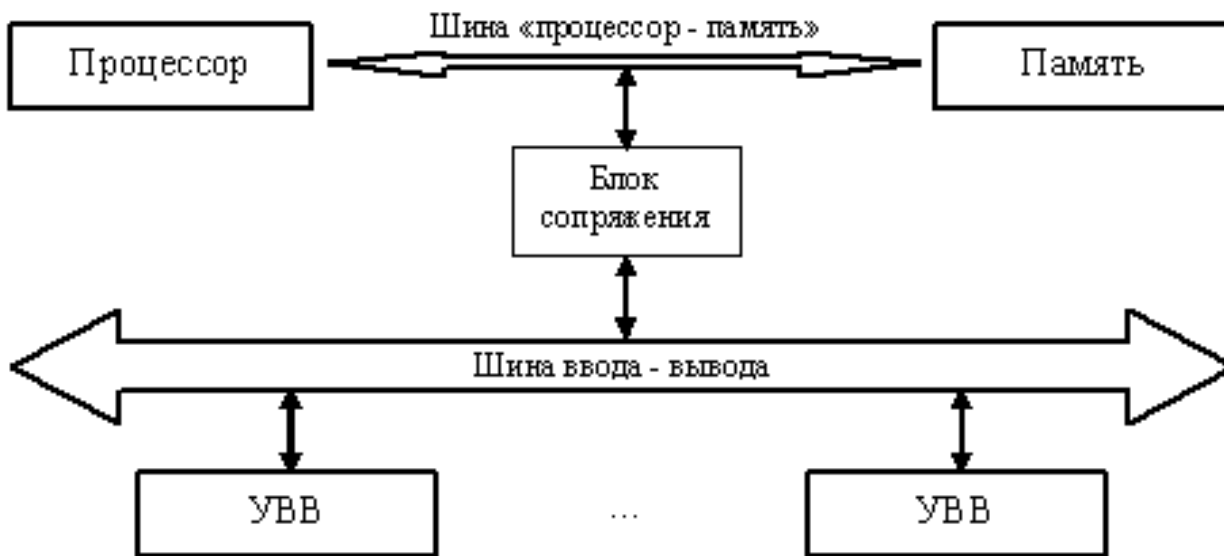 Шина «процессор - память»
Процессор
Память
Блок
сопряжения
Шина ввода - вывода
УВВ
...
УВВ